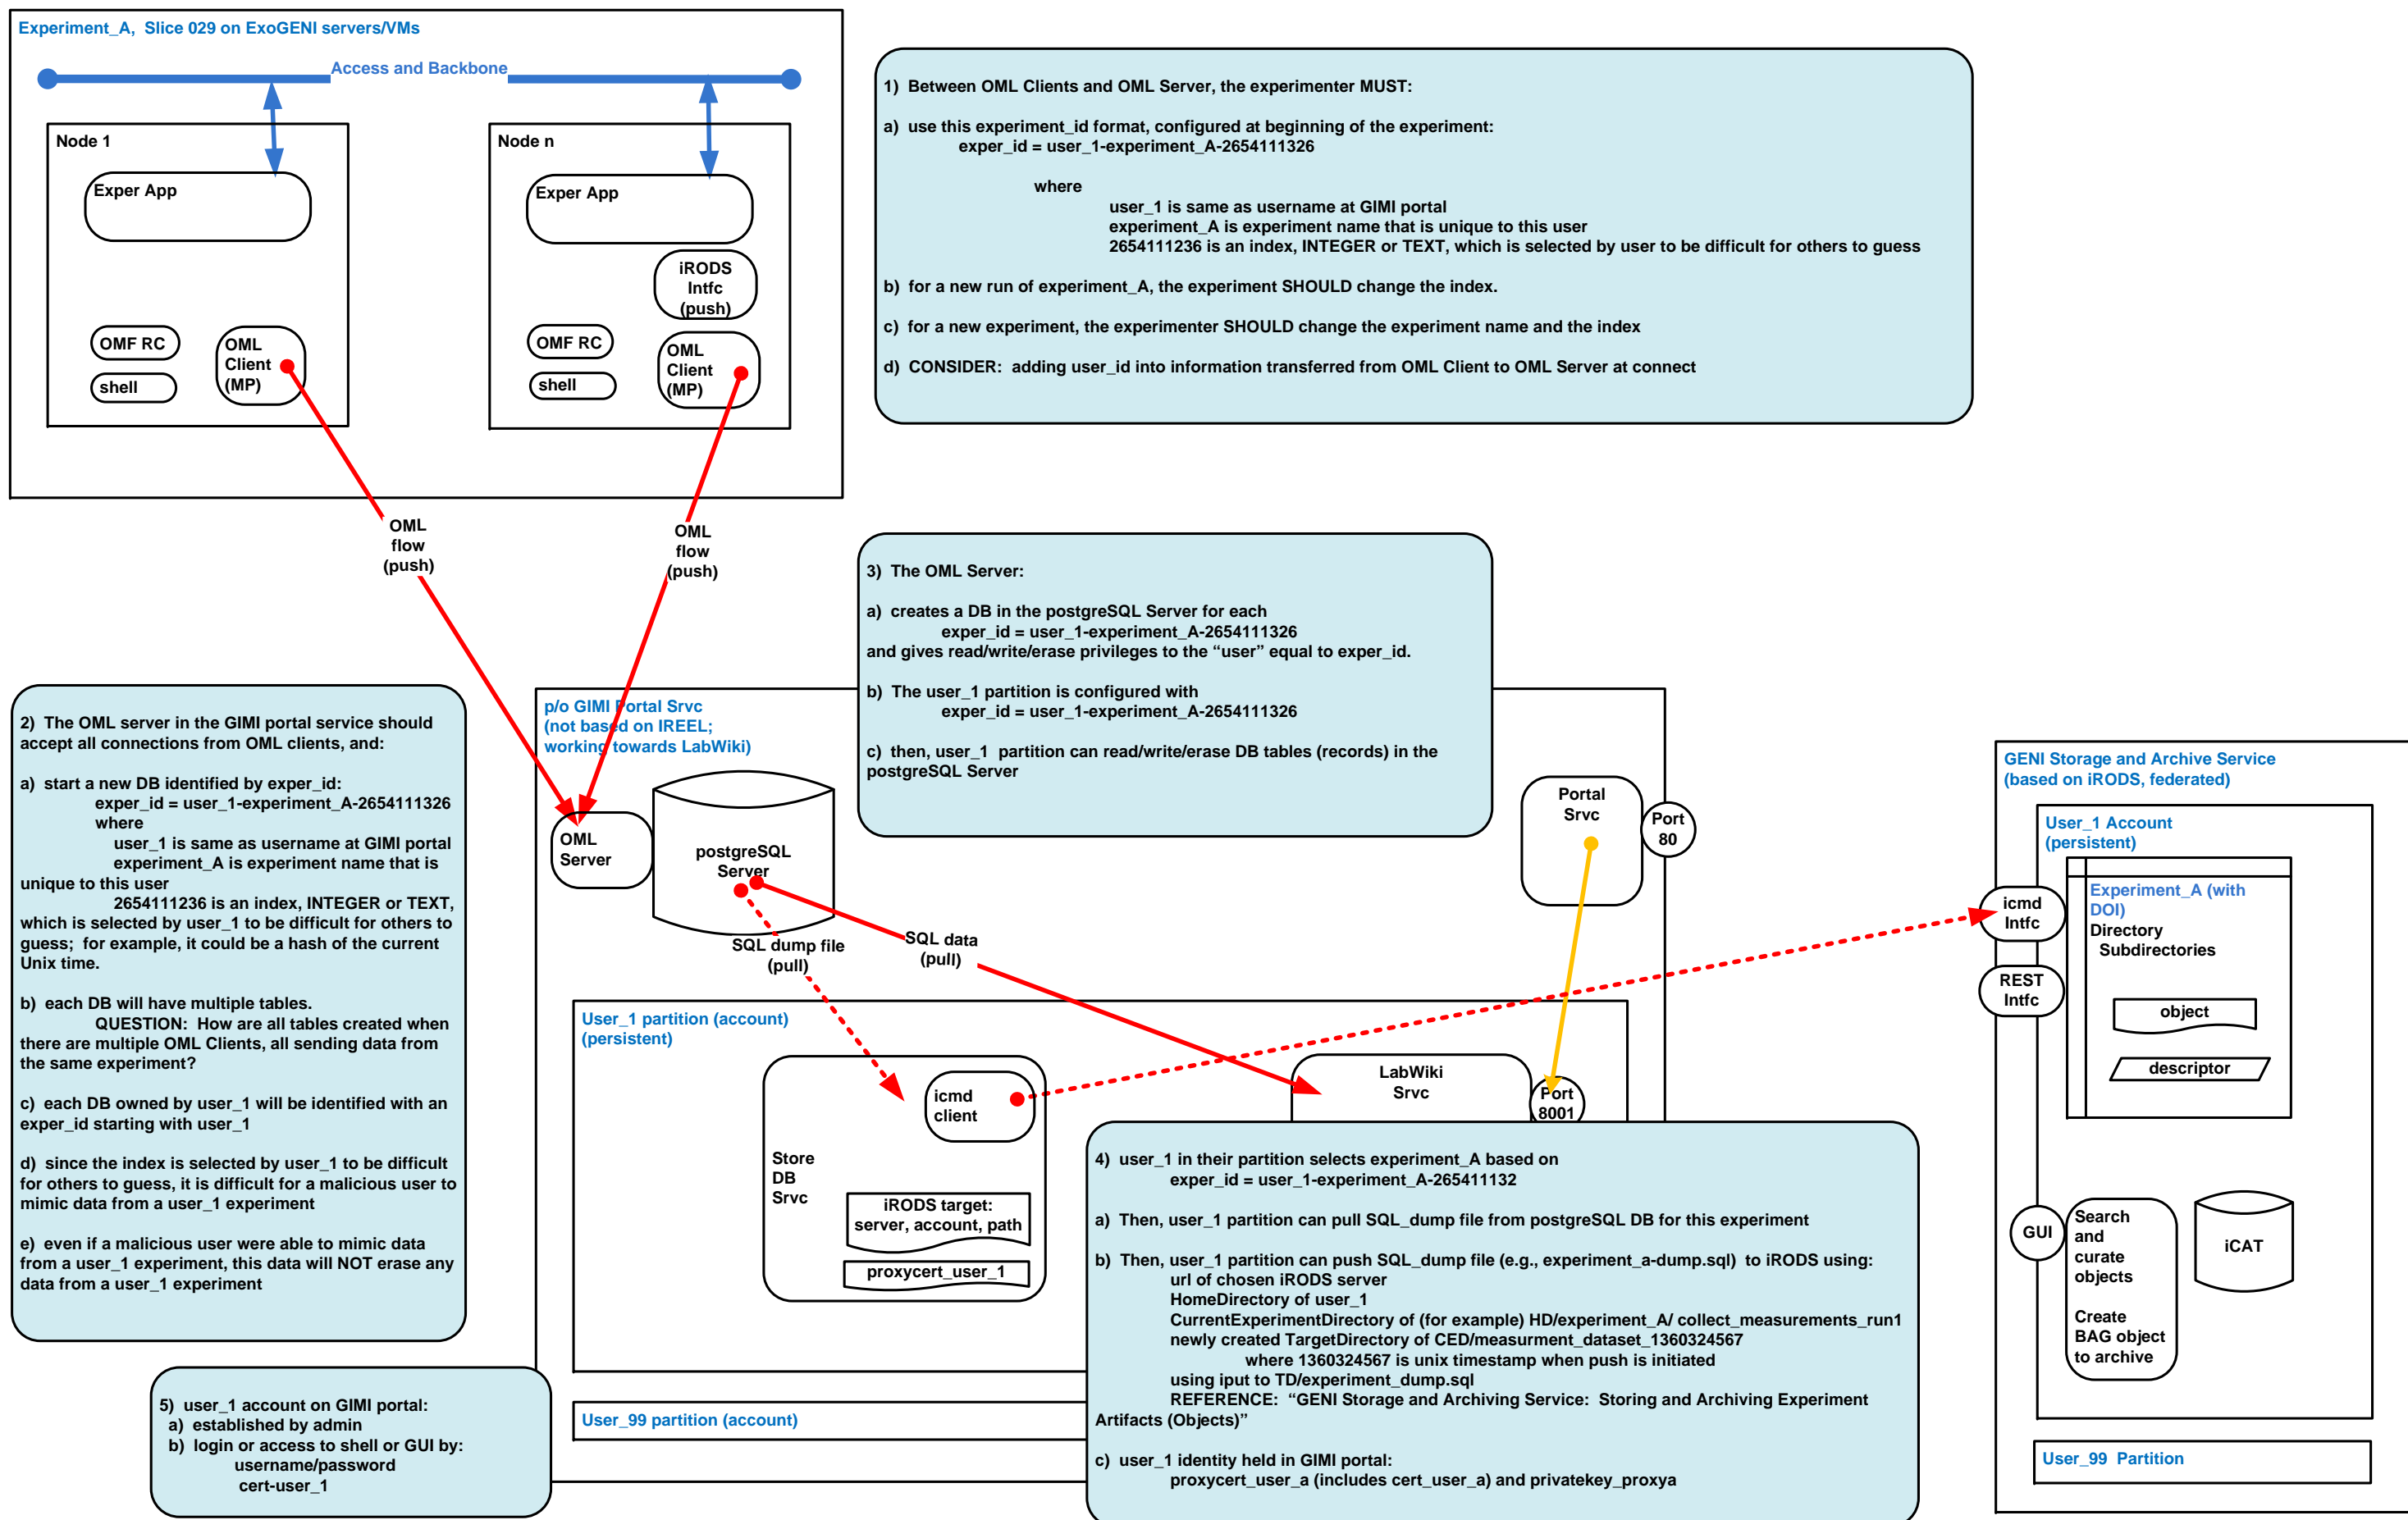 Experiment_A,  Slice 029 on ExoGENI servers/VMs
Access and Backbone
Node 1
Exper App
OMF RC
shell
OML
Client
(MP)
Node n
Exper App
iRODS
Intfc
(push)
OMF RC
shell
OML
Client
(MP)
OML
flow
(push)
OML
flow
(push)
1)  Between OML Clients and OML Server, the experimenter MUST:
a)  use this experiment_id format, configured at beginning of the experiment:
exper_id = user_1-experiment_A-2654111326
where
user_1 is same as username at GIMI portal
experiment_A is experiment name that is unique to this user
2654111236 is an index, INTEGER or TEXT, which is selected by user to be difficult for others to guess
b)  for a new run of experiment_A, the experiment SHOULD change the index.
c)  for a new experiment, the experimenter SHOULD change the experiment name and the index
d)  CONSIDER:  adding user_id into information transferred from OML Client to OML Server at connect
2)  The OML server in the GIMI portal service should
accept all connections from OML clients, and:
a)  start a new DB identified by exper_id:
exper_id = user_1-experiment_A-2654111326
where
user_1 is same as username at GIMI portal
experiment_A is experiment name that is
unique to this user
2654111236 is an index, INTEGER or TEXT,
which is selected by user_1 to be difficult for others to
guess;  for example, it could be a hash of the current
Unix time.
b)  each DB will have multiple tables.
QUESTION:  How are all tables created when
there are multiple OML Clients, all sending data from
the same experiment?
c)  each DB owned by user_1 will be identified with an
exper_id starting with user_1
d)  since the index is selected by user_1 to be difficult
for others to guess, it is difficult for a malicious user to
mimic data from a user_1 experiment
e)  even if a malicious user were able to mimic data
from a user_1 experiment, this data will NOT erase any
data from a user_1 experiment
3)  The OML Server:
a)  creates a DB in the postgreSQL Server for each
exper_id = user_1-experiment_A-2654111326
and gives read/write/erase privileges to the “user” equal to exper_id.
b)  The user_1 partition is configured with
exper_id = user_1-experiment_A-2654111326
c)  then, user_1  partition can read/write/erase DB tables (records) in the
postgreSQL Server
p/o GIMI Portal Srvc
(not based on IREEL;
working towards LabWiki)
OML
Server
postgreSQL
Server
Portal
Srvc
Port
80
SQL dump file
(pull)
SQL data
(pull)
User_1 partition (account)
(persistent)
icmd
client
Store
DB
Srvc
iRODS target:
server, account, path
proxycert_user_1
LabWiki
Srvc
Port
8001
User_99 partition (account)
4)  user_1 in their partition selects experiment_A based on
exper_id = user_1-experiment_A-265411132
a)  Then, user_1 partition can pull SQL_dump file from postgreSQL DB for this experiment
b)  Then, user_1 partition can push SQL_dump file (e.g., experiment_a-dump.sql)  to iRODS using:
url of chosen iRODS server
HomeDirectory of user_1
CurrentExperimentDirectory of (for example) HD/experiment_A/ collect_measurements_run1
newly created TargetDirectory of CED/measurment_dataset_1360324567
where 1360324567 is unix timestamp when push is initiated
using iput to TD/experiment_dump.sql
REFERENCE:  “GENI Storage and Archiving Service:  Storing and Archiving Experiment
Artifacts (Objects)”
c)  user_1 identity held in GIMI portal:
proxycert_user_a (includes cert_user_a) and privatekey_proxya
5)  user_1 account on GIMI portal:
a)  established by admin
b)  login or access to shell or GUI by:
username/password
cert-user_1
GENI Storage and Archive Service
(based on iRODS, federated)
User_1 Account
(persistent)
Experiment_A (with
DOI)
Directory
Subdirectories
object
descriptor
icmd
Intfc
REST
Intfc
GUI
Search
and
curate
objects
Create
BAG object
to archive
iCAT
User_99  Partition